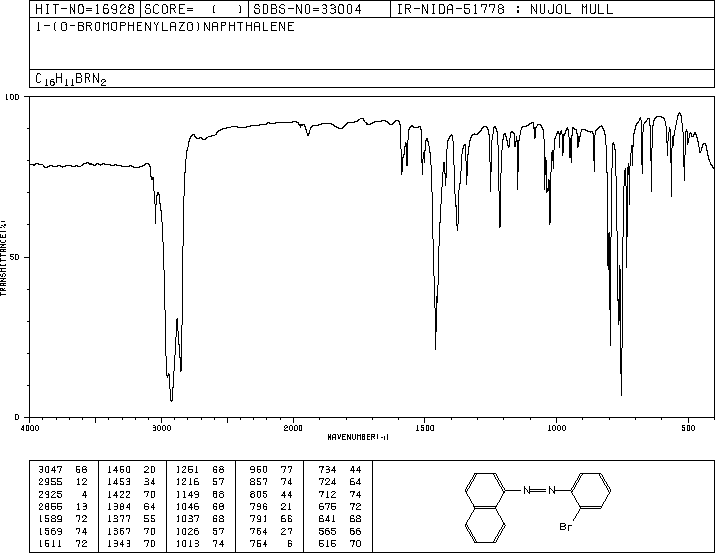 HIT-NO=16928 SCORE= ( ) SDBS-NO=33004 IR-NIDA-51778 : NUJOL MULL
1-(O-BROMOPHENYLAZO)NAPHTHALENE
C16H11BRN2
100
50
0
TRANSMITTANCE(%)
4000 3000 2000 1500 1000 500
WAVENUMBER(-1)
3047 58 1460 20 1251 68 960 77 734 44
2955 12 1453 34 1216 57 857 74 724 64
2925 4 1422 70 1149 68 805 44 712 74
2855 13 1384 64 1046 68 796 21 675 72
1589 72 1377 55 1037 68 791 66 641 68
1569 74 1367 70 1026 57 764 27 565 66
1511 72 1343 70 1013 74 754 6 515 70
N N
Br